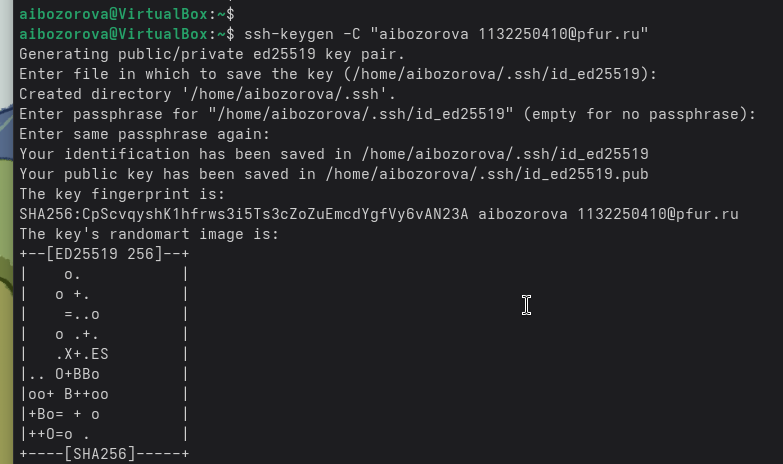 aibozorova@VirtualBox:~$
aibozorova@VirtualBox:~$ ssh-keygen -C "aibozorova 1132250410@pfur.ru"
Generating public/private ed25519 key pair.
Enter file in which to save the key (/home/aibozorova/.ssh/id_ed25519):
Created directory '/home/aibozorova/.ssh'.
Enter passphrase for "/home/aibozorova/.ssh/id_ed25519" (empty for no passphrase):
Enter same passphrase again:
Your identification has been saved in /home/aibozorova/.ssh/id_ed25519
Your public key has been saved in /home/aibozorova/.ssh/id_ed25519.pub
The key fingerprint is:
SHA256:CpScvqyshK1hfrws3i5Ts3cZoZuEmcdYgfVy6vAN23A aibozorova 1132250410@pfur.ru
The key's randomart image is:
+--[ED25519 256]--+
|    o.           |
|   o +.          |
|    =..o         |
|   o .+.         |
|   .X+.ES        |
|.. O+BBo         |
|oo+ B++oo        |
|+Bo= + o         |
|++O=o .          |
+----[SHA256]-----+